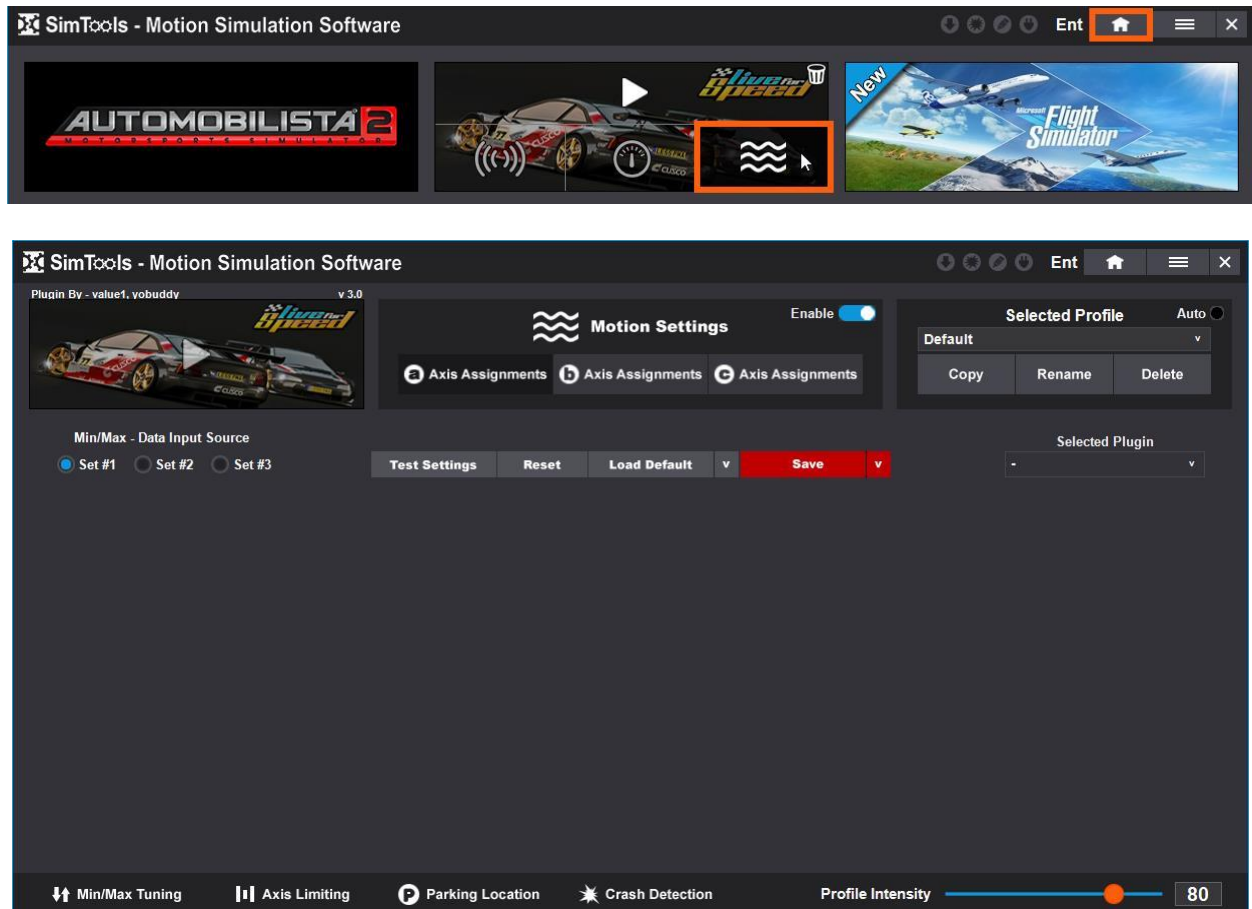 SimTools - Motion Simulation Software
Ent
X
AUTOMOBILISTA 2
MOTORSPORTS SIMULATOR
live for Speed
New
Microsoft
Flight
Simulator
SimTools - Motion Simulation Software
Ent
X
Plugin By - value1, yobuddy
v 3.0
live for Speed
Motion Settings
Enable
a Axis Assignments
b Axis Assignments
c Axis Assignments
Selected Profile
Auto
Default
v
Copy
Rename
Delete
Min/Max - Data Input Source
Set #1
Set #2
Set #3
Test Settings
Reset
Load Default
v
Save
v
Selected Plugin
-
v
Min/Max Tuning
Axis Limiting
P Parking Location
Crash Detection
Profile Intensity
80